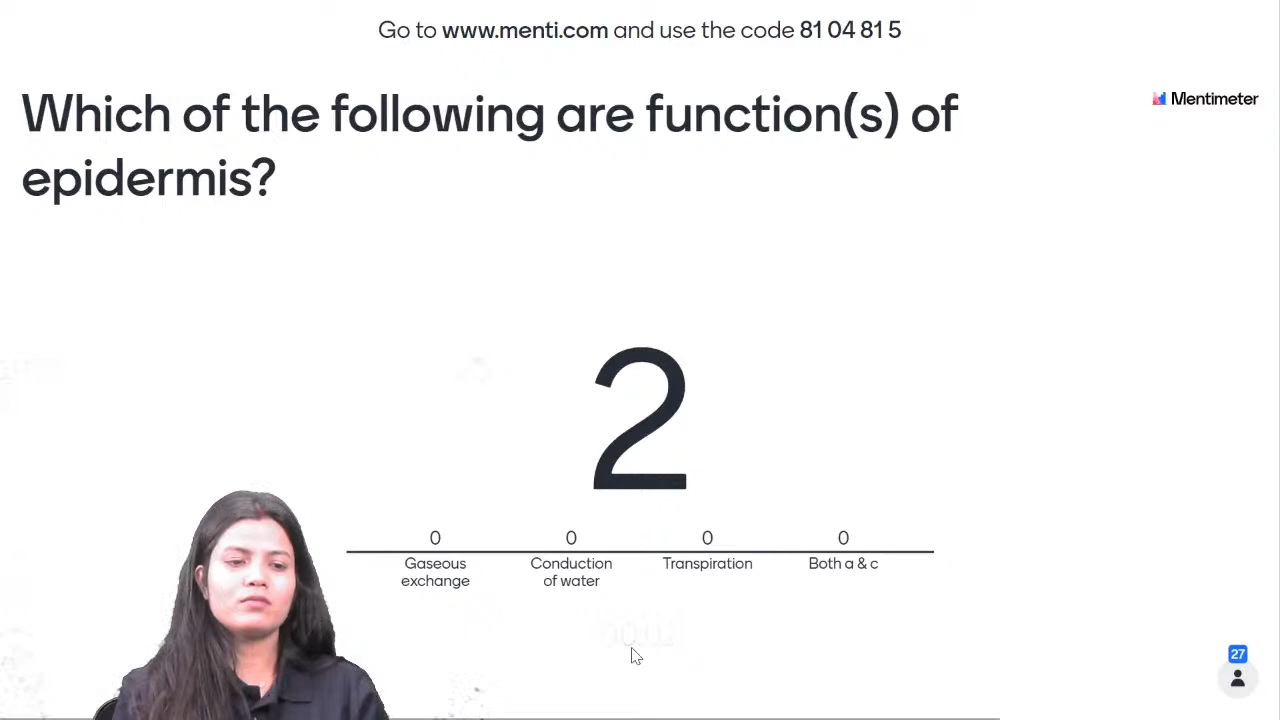 Go to www.menti.com and use the code 81 04 81 5
Mentimeter
Which of the following are function(s) of
epidermis?
2
0 0 0 0
Gaseous Conduction Transpiration Both a & c
exchange of water
27